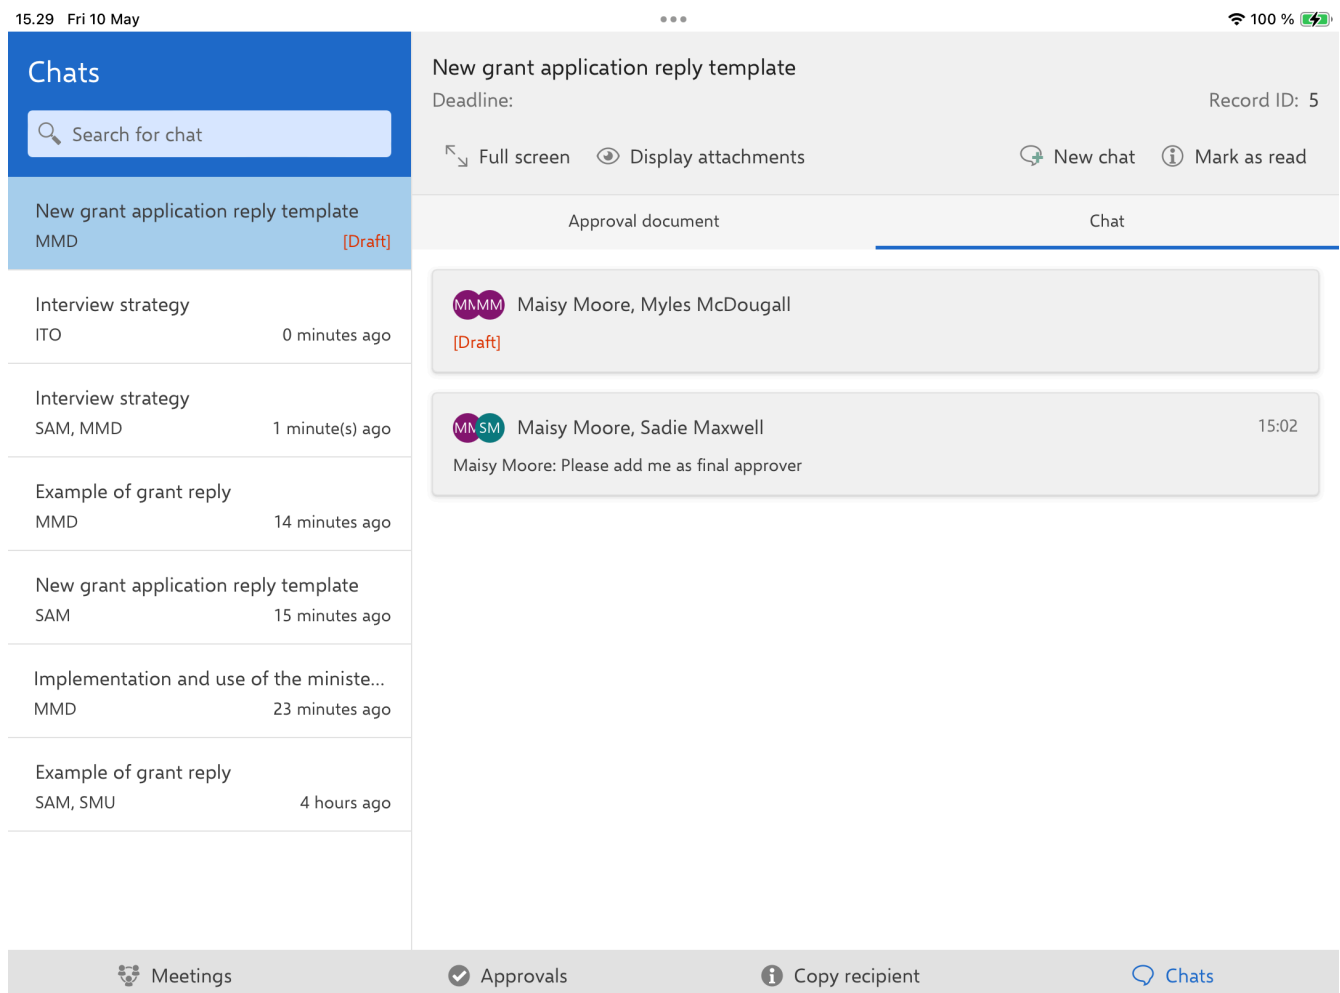 15.29 Fri 10 May
100 %
Chats
Search for chat
New grant application reply template
MMD [Draft]
Interview strategy
ITO 0 minutes ago
Interview strategy
SAM, MMD 1 minute(s) ago
Example of grant reply
MMD 14 minutes ago
New grant application reply template
SAM 15 minutes ago
Implementation and use of the ministe...
MMD 23 minutes ago
Example of grant reply
SAM, SMU 4 hours ago
New grant application reply template
Deadline: Record ID: 5
Full screen Display attachments New chat Mark as read
Approval document Chat
MM MM Maisy Moore, Myles McDougall
[Draft]
MM SM Maisy Moore, Sadie Maxwell 15:02
Maisy Moore: Please add me as final approver
Meetings Approvals Copy recipient Chats